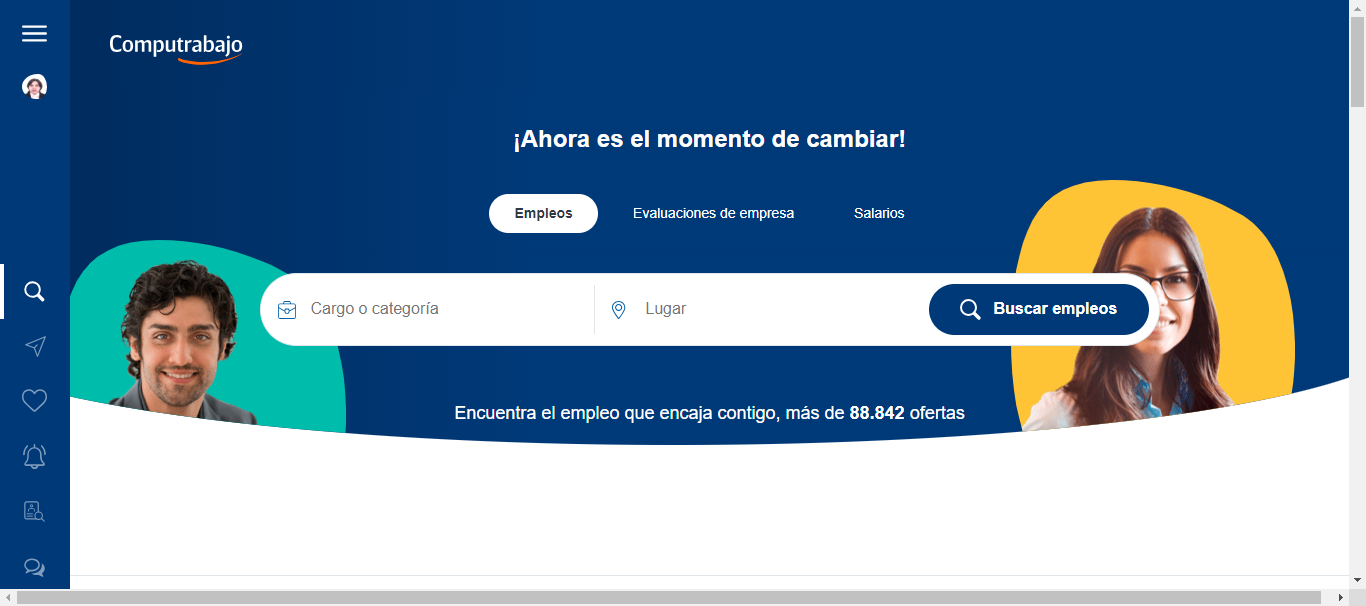 Computrabajo
¡Ahora es el momento de cambiar!
Empleos
Evaluaciones de empresa
Salarios
Cargo o categoría
Lugar
Buscar empleos
Encuentra el empleo que encaja contigo, más de 88.842 ofertas